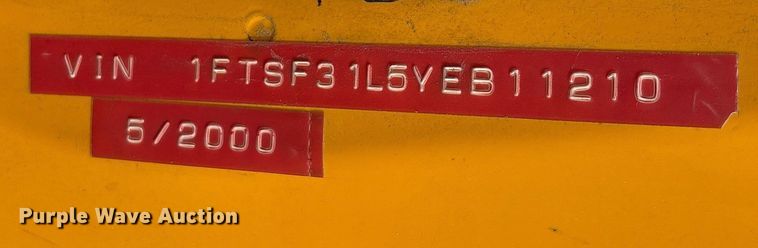 VIN 1FTSF31L5YEB11210
5/2000
Purple Wave Auction